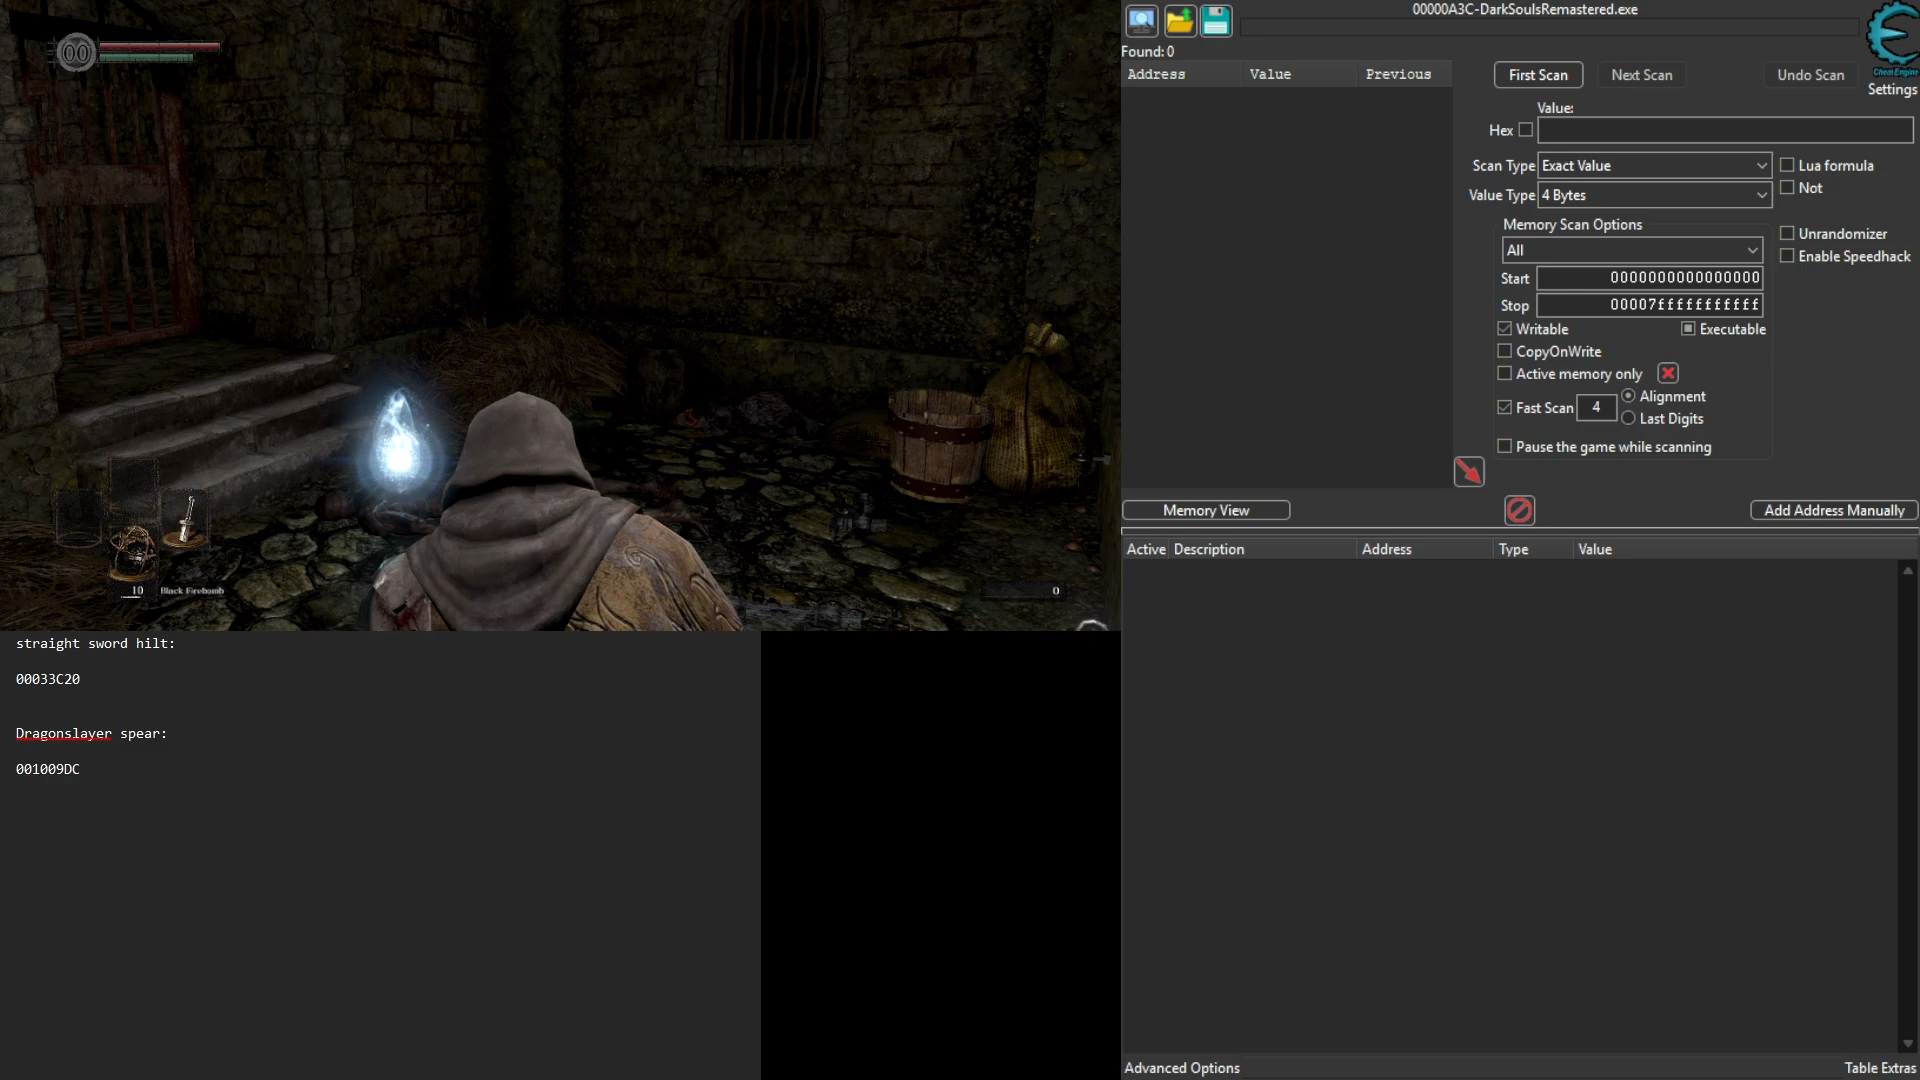 00
10
Black Firebomb
0
straight sword hilt:
00033C20
Dragonslayer spear:
001009DC
00000A3C-DarkSoulsRemastered.exe
Found: 0
Address Value Previous
First Scan Next Scan Undo Scan
Cheat Engine
Settings
Value:
Hex
Scan Type Exact Value Lua formula
Value Type 4 Bytes Not
Memory Scan Options
All
Unrandomizer
Enable Speedhack
Start 0000000000000000
Stop 00007fffffffffff
Writable Executable
CopyOnWrite
Active memory only
Fast Scan 4 Alignment
Last Digits
Pause the game while scanning
Memory View Add Address Manually
Active Description Address Type Value
Advanced Options Table Extras